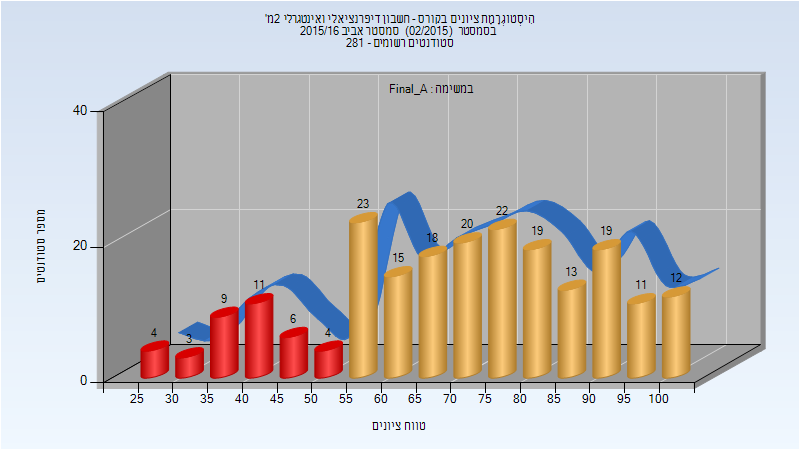 היסטוגרמת ציונים בקורס - חשבון דיפרנציאלי ואינטגרלי 2מ'
בסמסטר (02/2015) סמסטר אביב 2015/16
סטודנטים רשומים - 281
במשימה : Final_A
מספר סטודנטים
40
20
0
4
3
9
11
6
4
23
15
18
20
22
19
13
19
11
12
25 30 35 40 45 50 55 60 65 70 75 80 85 90 95 100
טווח ציונים